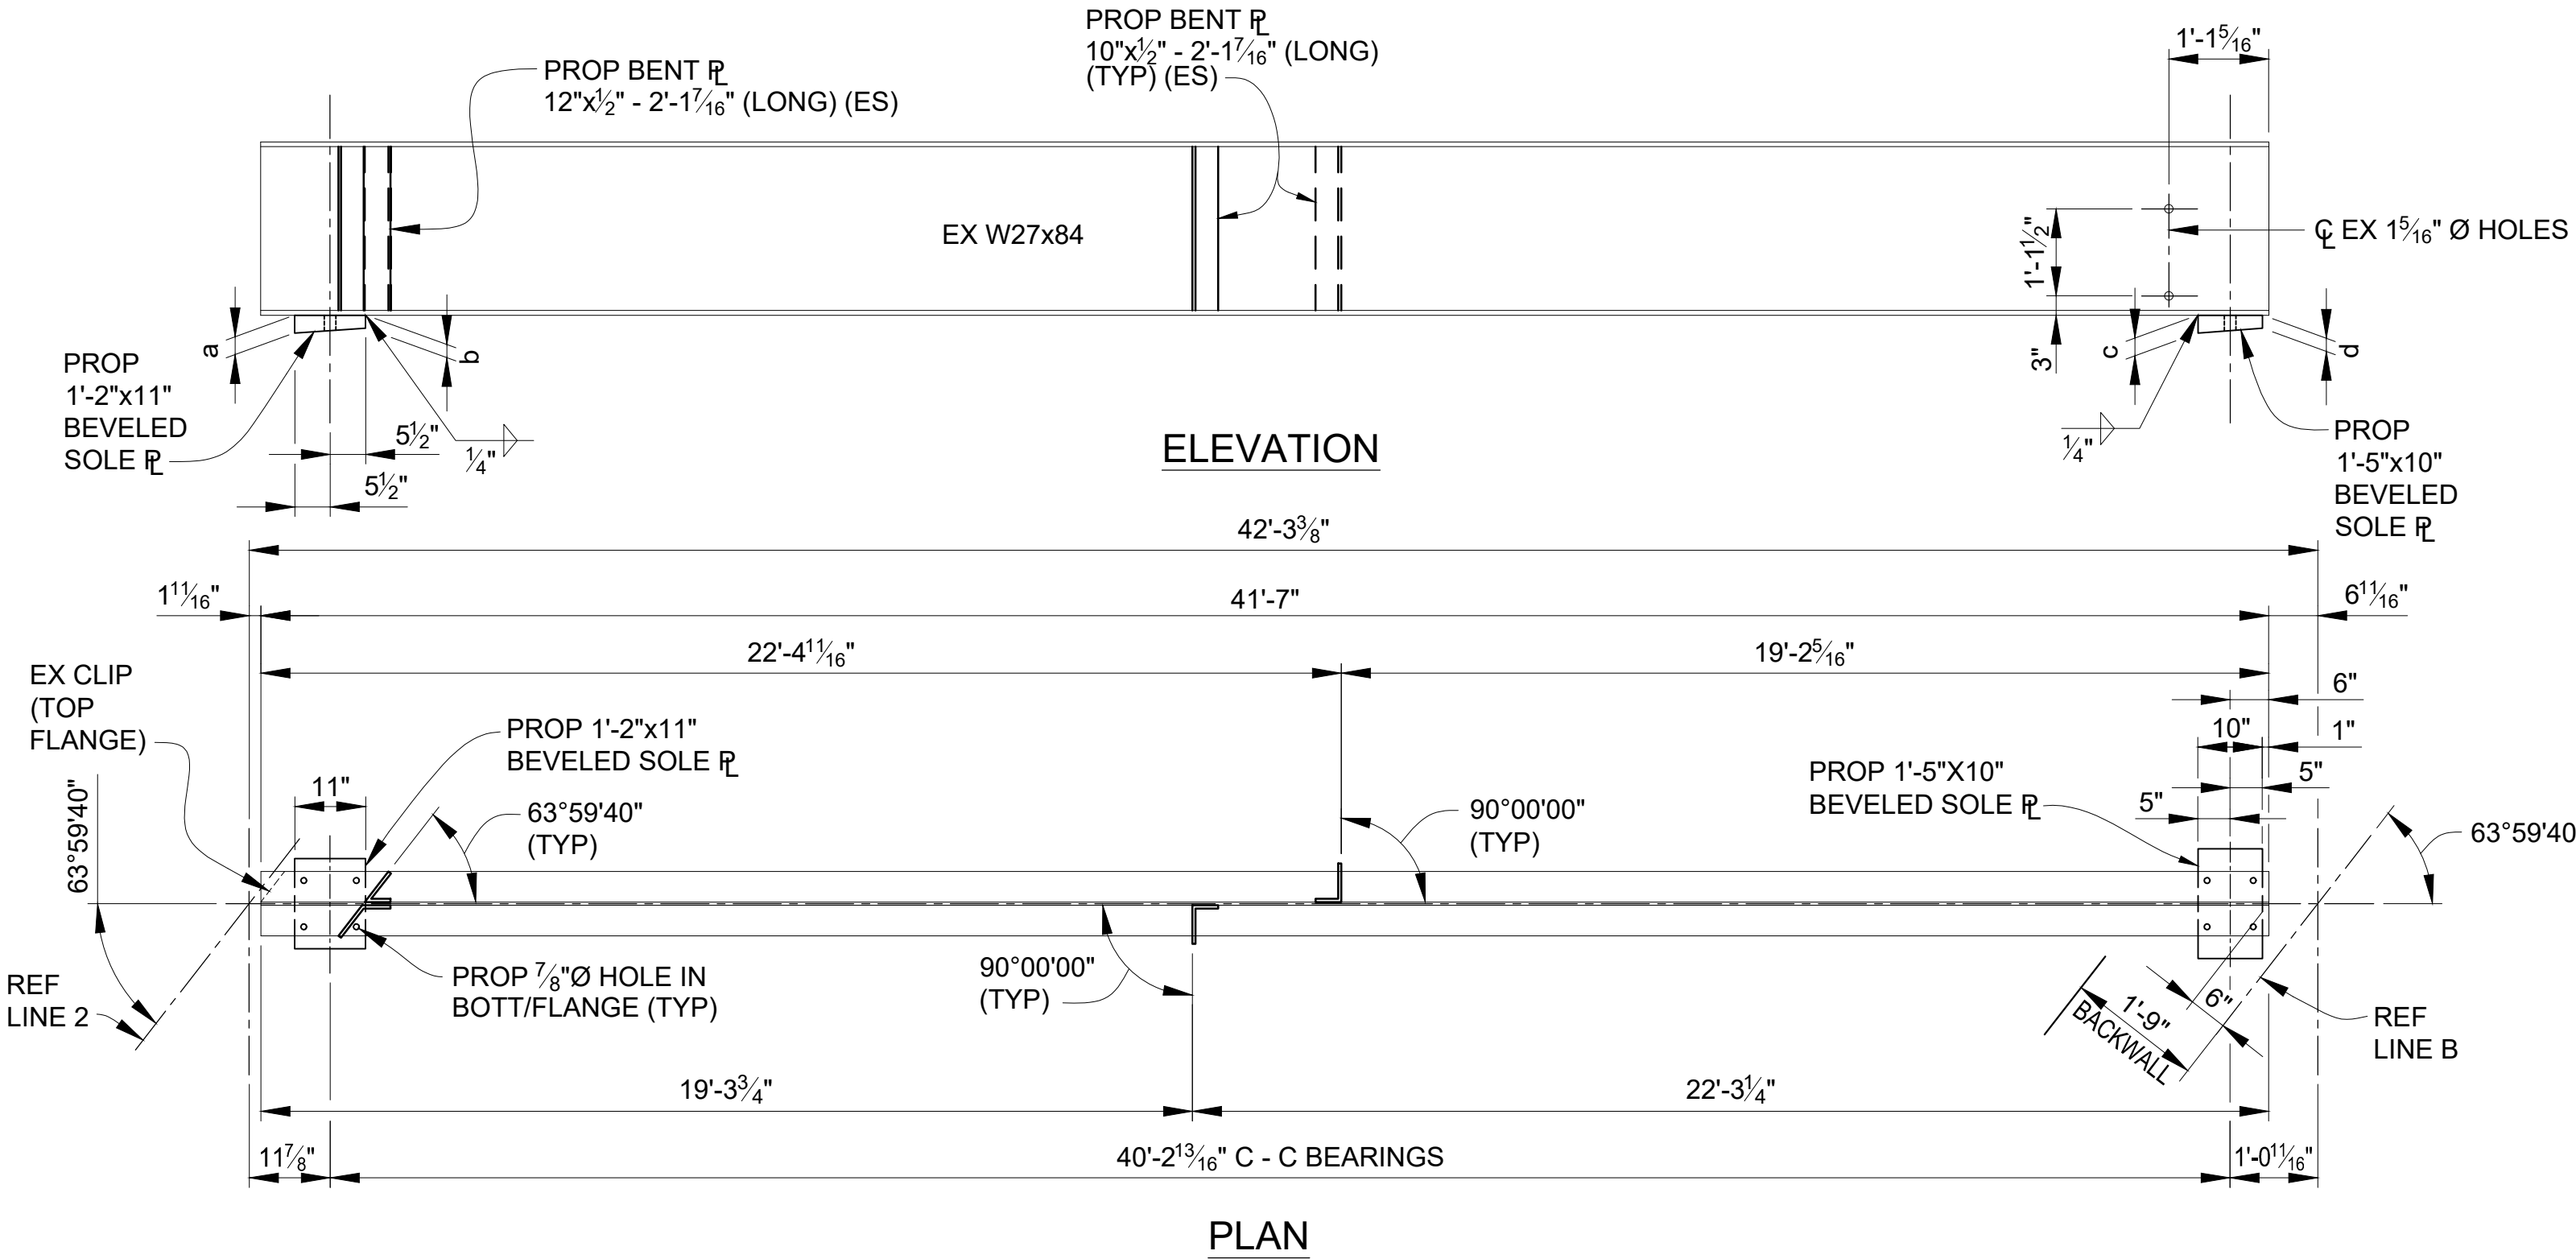 PROP BENT ℙL
12"x½" - 2'-1⁷⁄₁₆" (LONG) (ES)
PROP BENT ℙL
10"x½" - 2'-1⁷⁄₁₆" (LONG)
(TYP) (ES)
1'-1⁵⁄₁₆"
EX W27x84
1'-1½"
CL EX 1⁵⁄₁₆" Ø HOLES
3"
a
b
c
d
PROP
1'-2"x11"
BEVELED
SOLE ℙL
5½"
5½"
¼"
¼"
PROP
1'-5"x10"
BEVELED
SOLE ℙL
ELEVATION
42'-3⅜"
1¹¹⁄₁₆"
41'-7"
6¹¹⁄₁₆"
22'-4¹¹⁄₁₆"
19'-2⁵⁄₁₆"
6"
10"
1"
5"
5"
EX CLIP
(TOP
FLANGE)
63°59'40"
11"
PROP 1'-2"x11"
BEVELED SOLE ℙL
63°59'40"
(TYP)
90°00'00"
(TYP)
PROP 1'-5"X10"
BEVELED SOLE ℙL
63°59'40
REF
LINE 2
PROP ⅞"Ø HOLE IN
BOTT/FLANGE (TYP)
90°00'00"
(TYP)
6"
1'-9"
BACKWALL
REF
LINE B
19'-3¾"
22'-3¼"
11⅞"
40'-2¹³⁄₁₆" C - C BEARINGS
1'-0¹¹⁄₁₆"
PLAN